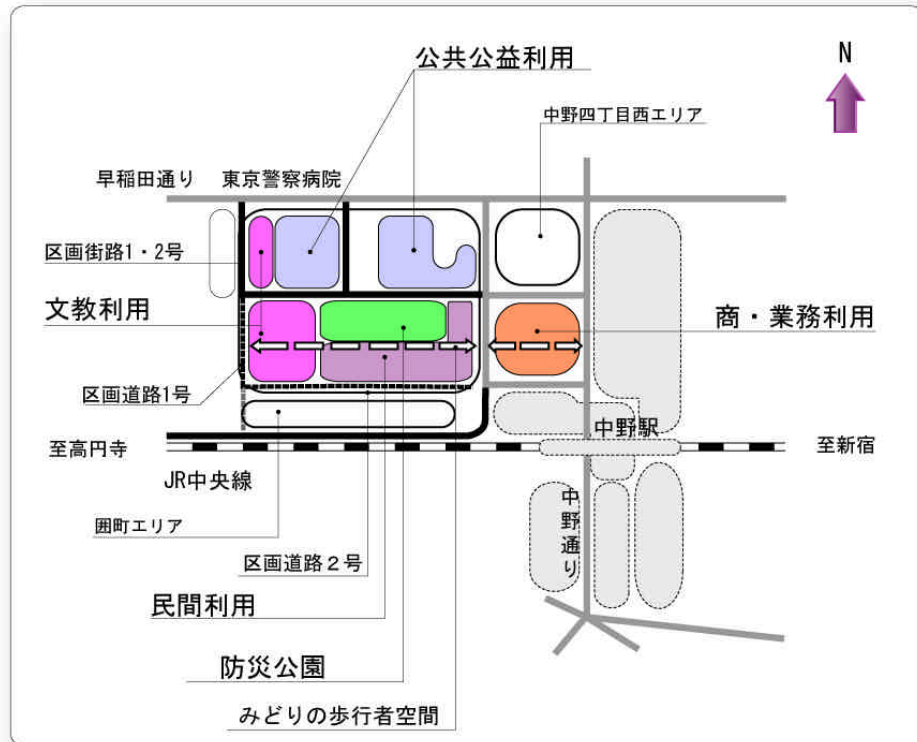 公共公益利用
N
中野四丁目西エリア
早稲田通り
東京警察病院
区画街路1・2号
文教利用
商・業務利用
区画道路1号
中野駅
至高円寺
至新宿
JR中央線
中野通り
囲町エリア
区画道路２号
民間利用
防災公園
みどりの歩行者空間